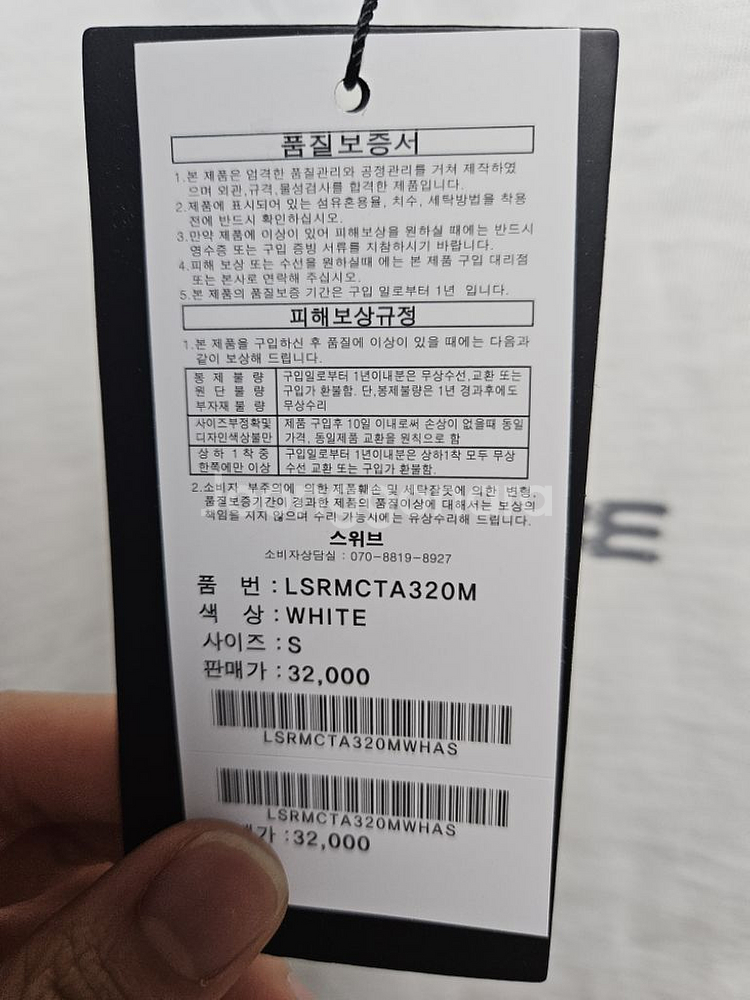 품질보증서
1.본 제품은 엄격한 품질관리와 공정관리를 거쳐 제작하였
으며 외관,규격,물성검사를 합격한 제품입니다.
2.제품에 표시되어 있는 섬유혼용율, 치수, 세탁방법을 착용
전에 반드시 확인하십시오.
3.만약 제품에 이상이 있어 피해보상을 원하실 때에는 반드시
영수증 또는 구입 증빙 서류를 지참하시기 바랍니다.
4.피해 보상 또는 수선을 원하실때 에는 본 제품 구입 대리점
또는 본사로 연락해 주십시오.
5.본 제품의 품질보증 기간은 구입 일로부터 1년 입니다.
피해보상규정
1.본 제품을 구입하신 후 품질에 이상이 있을 때에는 다음과
같이 보상해 드립니다.
봉 제 불 량 구입일로부터 1년이내분은 무상수선,교환 또는
원 단 불 량 구입가 환불함. 단,봉제불량은 1년 경과후에도
부자재 불 량 무상수리
사이즈부정확및 제품 구입후 10일 이내로써 손상이 없을때 동일
디자인색상불만 가격, 동일제품 교환을 원칙으로 함
상 하 1 착 중 구입일로부터 1년이내분은 상하1착 모두 무상
한쪽에만 이상 수선 교환 또는 구입가 환불함.
2.소비자 부주의에 의한 제품훼손 및 세탁잘못에 의한 변형,
품질보증기간이 경과한 제품의 품질이상에 대해서는 보상의
책임을 지지 않으며 수리 가능시에는 유상수리해 드립니다.
스위브
소비자상담실 : 070-8819-8927
품 번 : LSRMCTA320M
색 상 : WHITE
사이즈 : S
판매가 : 32,000
LSRMCTA320MWHAS
LSRMCTA320MWHAS
가 : 32,000